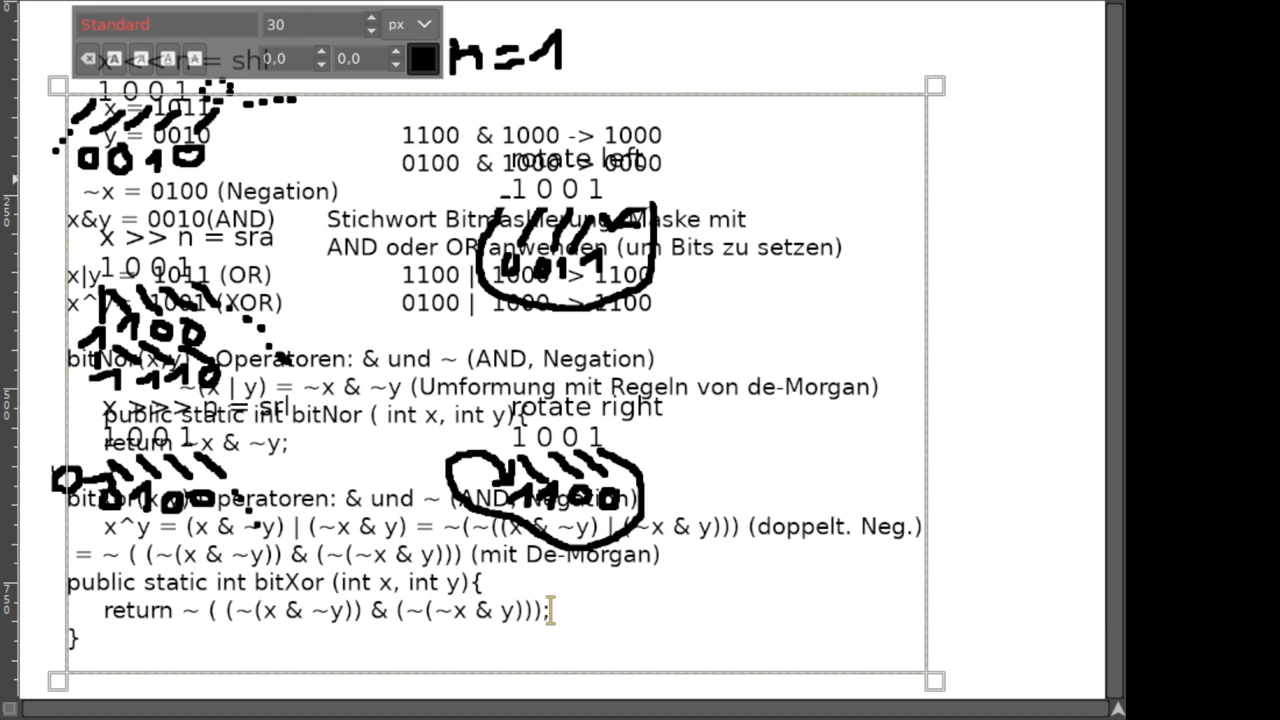 Standard 30 px
0,0 0,0
n=1
x << n = shl
1 0 0 1
x = 1011
y = 0010 1100 & 1000 -> 1000
0 0 1 0
0100 & 1000 -> 0000
rotate left
~x = 0100 (Negation)
1 0 0 1
x&y = 0010(AND) Stichwort Bitmaskierung: Maske mit
x >> n = sra
AND oder OR anwenden (um Bits zu setzen)
1 0 0 1
0 0 1 1
x|y = 1011 (OR) 1100 | 1000 -> 1100
x^y= 1001 (XOR) 0100 | 1000 -> 1100
1 1 0 0
bitNor(x,y) Operatoren: & und ~ (AND, Negation)
1 1 1 0
~(x | y) = ~x & ~y (Umformung mit Regeln von de-Morgan)
x >>> n = srl
rotate right
public static int bitNor ( int x, int y){
1 0 0 1
1 0 0 1
return ~x & ~y;
0 1 0 0
1 1 0 0
bitXor(x,y) Operatoren: & und ~ (AND, Negation)
x^y = (x & ~y) | (~x & y) = ~(~((x & ~y) | (~x & y))) (doppelt. Neg.)
= ~ ( (~(x & ~y)) & (~(~x & y))) (mit De-Morgan)
public static int bitXor (int x, int y){
return ~ ( (~(x & ~y)) & (~(~x & y)));
}
250
500
750